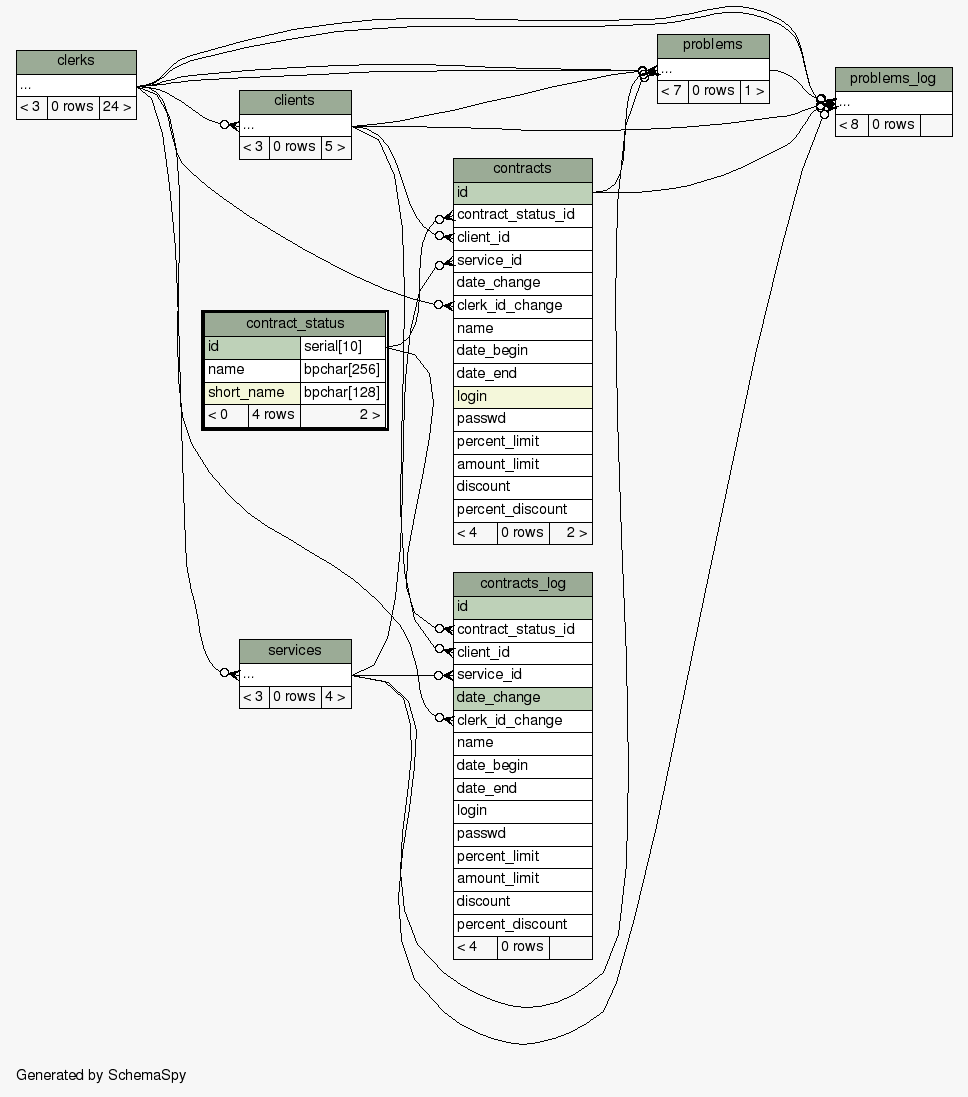 clerks
...
< 3 0 rows 24 >
clients
...
< 3 0 rows 5 >
problems
...
< 7 0 rows 1 >
problems_log
...
< 8 0 rows
contracts
id
contract_status_id
client_id
service_id
date_change
clerk_id_change
name
date_begin
date_end
login
passwd
percent_limit
amount_limit
discount
percent_discount
< 4 0 rows 2 >
contract_status
id serial[10]
name bpchar[256]
short_name bpchar[128]
< 0 4 rows 2 >
contracts_log
id
contract_status_id
client_id
service_id
date_change
clerk_id_change
name
date_begin
date_end
login
passwd
percent_limit
amount_limit
discount
percent_discount
< 4 0 rows
services
...
< 3 0 rows 4 >
Generated by SchemaSpy